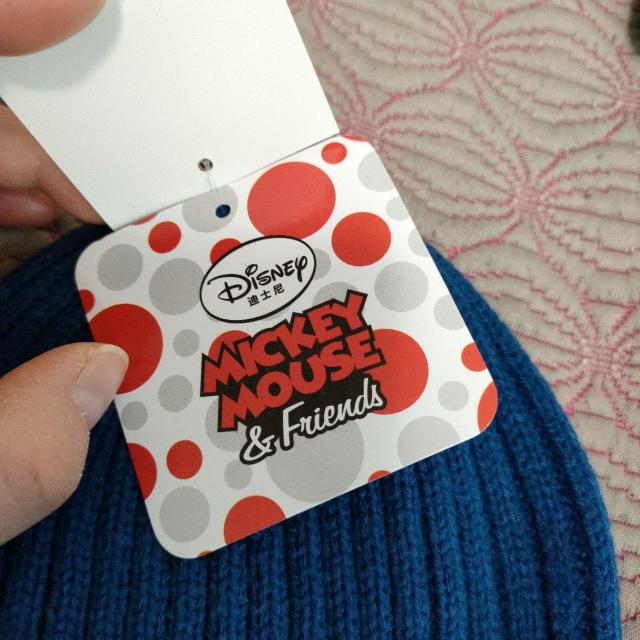 Disney
迪士尼
MICKEY
MOUSE
& Friends